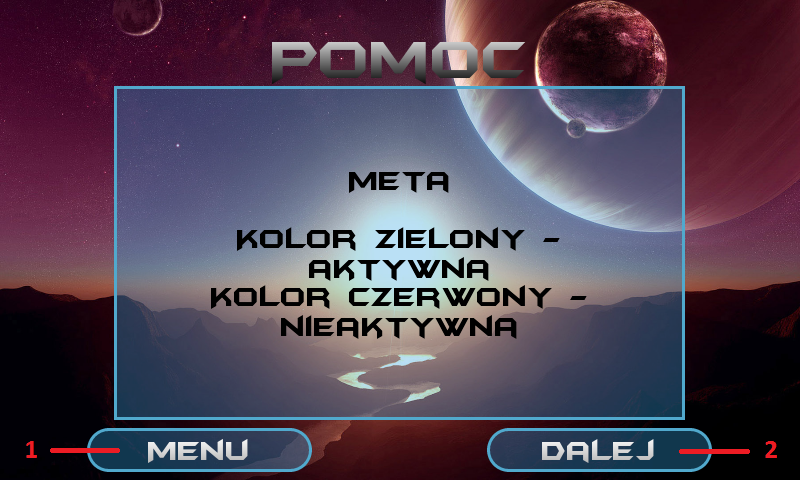 POMOC
META
KOLOR ZIELONY -
AKTYWNA
KOLOR CZERWONY -
NIEAKTYWNA
1 MENU DALEJ 2